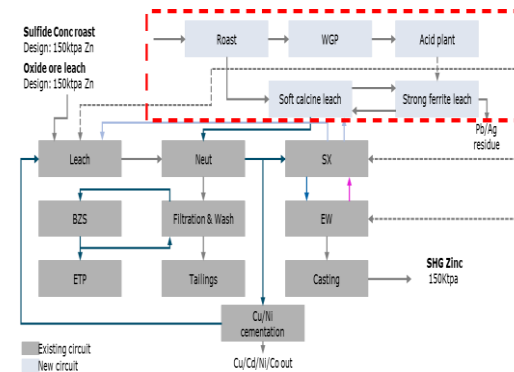 Sulfide Conc roast
Design: 150ktpa Zn
Oxide ore leach
Design: 150ktpa Zn
Roast
WGP
Acid plant
Soft calcine leach
Strong ferrite leach
Pb/Ag
residue
Leach
Neut
SX
BZS
Filtration & Wash
EW
ETP
Tailings
Casting
SHG Zinc
150Ktpa
Cu/Ni
cementation
Existing circuit
New circuit
Cu/Cd/Ni/Co out